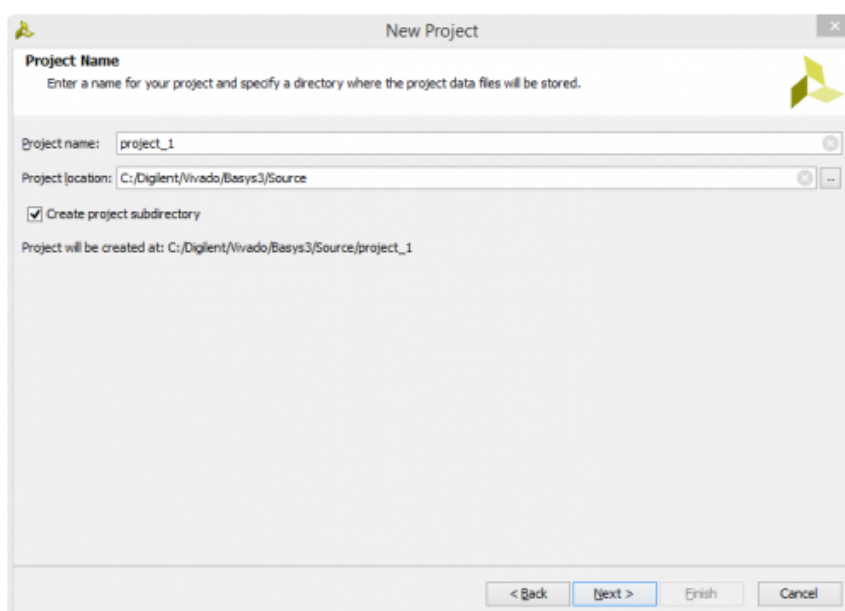 New Project
Project Name
Enter a name for your project and specify a directory where the project data files will be stored.
Project name: project_1
Project location: C:/Digilent/Vivado/Basys3/Source
Create project subdirectory
Project will be created at: C:/Digilent/Vivado/Basys3/Source/project_1
< Back Next > Finish Cancel